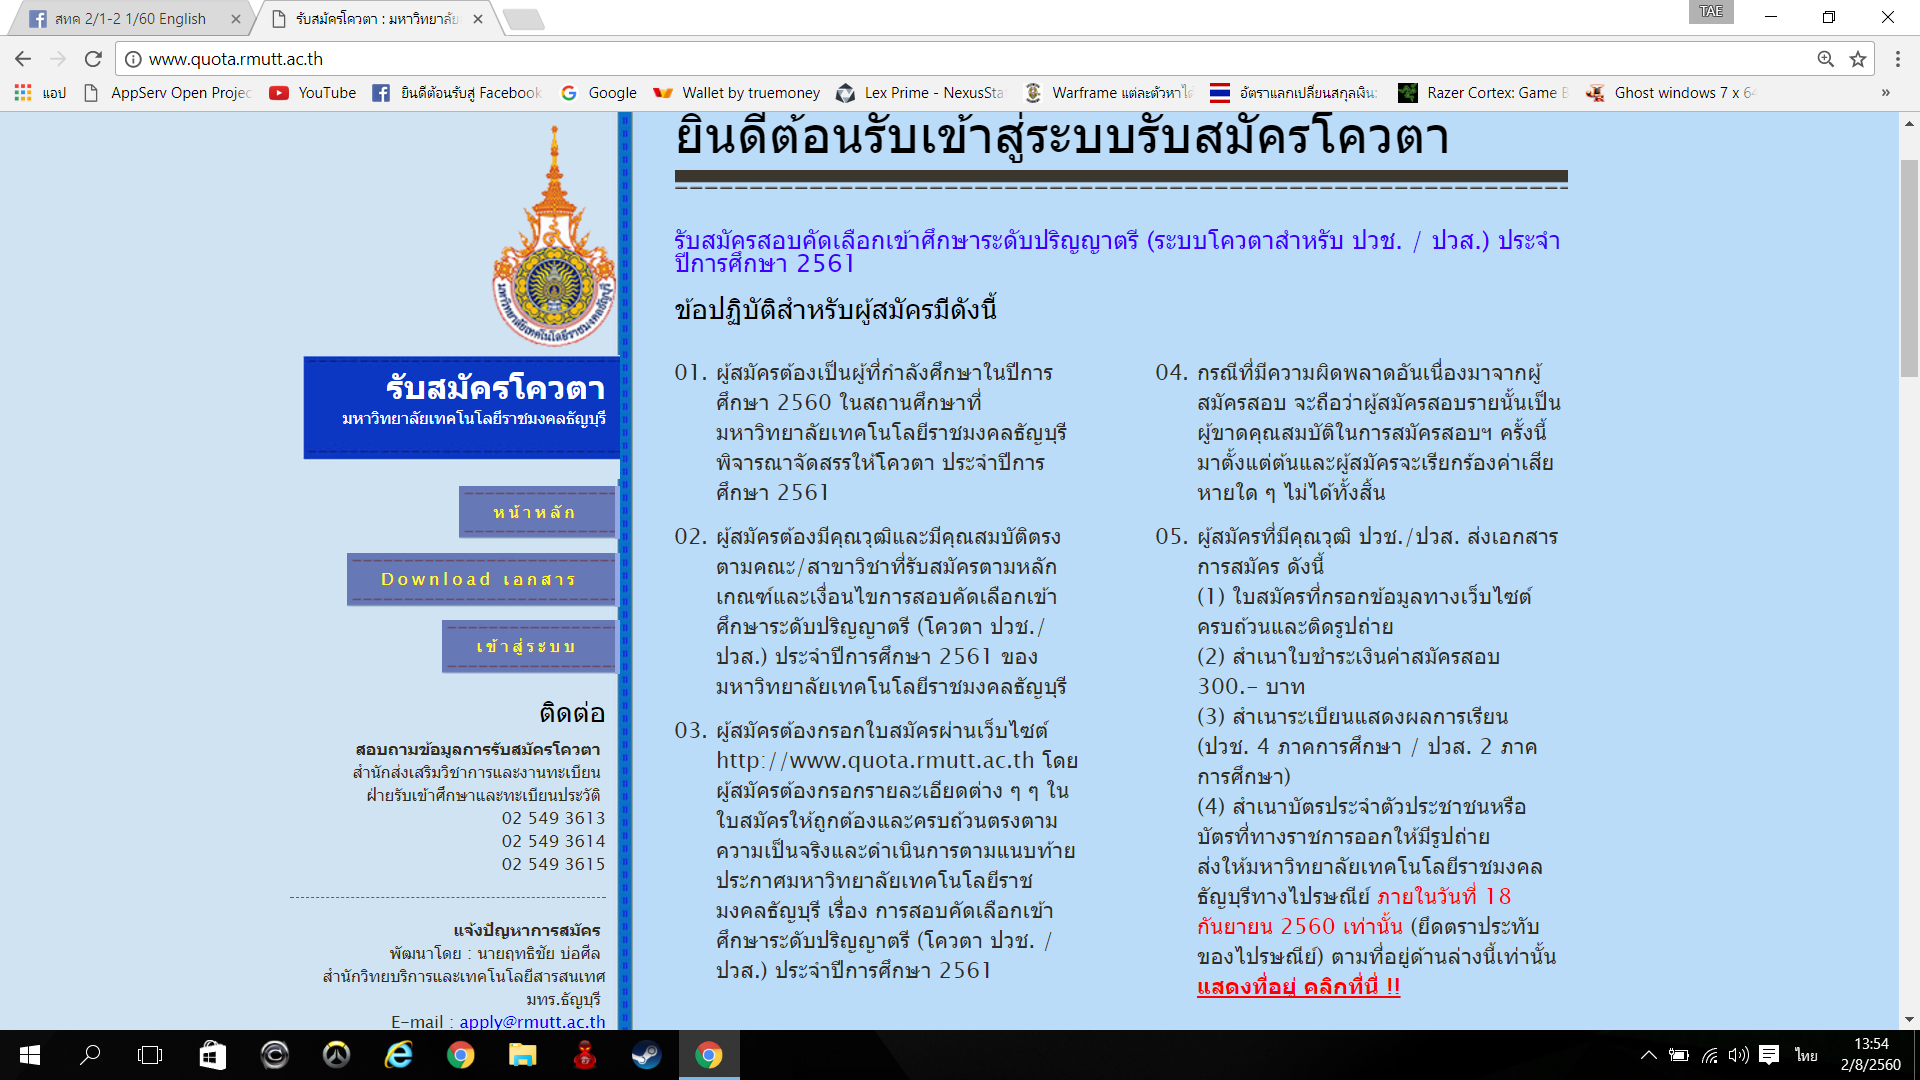 สทค 2/1-2 1/60 English
รับสมัครโควตา : มหาวิทยาลัย
TAE
www.quota.rmutt.ac.th
แอป
AppServ Open Projec
YouTube
ยินดีต้อนรับสู่ Facebook
Google
Wallet by truemoney
Lex Prime - NexusSta
Warframe แต่ละตัวหาได้
อัตราแลกเปลี่ยนสกุลเงิน:
Razer Cortex: Game B
Ghost windows 7 x 64
»
มหาวิทยาลัยเทคโนโลยีราชมงคลธัญบุรี
รับสมัครโควตา
มหาวิทยาลัยเทคโนโลยีราชมงคลธัญบุรี
หน้าหลัก
Download เอกสาร
เข้าสู่ระบบ
ติดต่อ
สอบถามข้อมูลการรับสมัครโควตา
สำนักส่งเสริมวิชาการและงานทะเบียน
ฝ่ายรับเข้าศึกษาและทะเบียนประวัติ
02 549 3613
02 549 3614
02 549 3615
แจ้งปัญหาการสมัคร
พัฒนาโดย : นายฤทธิชัย บ่อศีล
สำนักวิทยบริการและเทคโนโลยีสารสนเทศ
มทร.ธัญบุรี
E-mail : apply@rmutt.ac.th
ยินดีต้อนรับเข้าสู่ระบบรับสมัครโควตา
รับสมัครสอบคัดเลือกเข้าศึกษาระดับปริญญาตรี (ระบบโควตาสำหรับ ปวช. / ปวส.) ประจำ
ปีการศึกษา 2561
ข้อปฏิบัติสำหรับผู้สมัครมีดังนี้
01. ผู้สมัครต้องเป็นผู้ที่กำลังศึกษาในปีการ
ศึกษา 2560 ในสถานศึกษาที่
มหาวิทยาลัยเทคโนโลยีราชมงคลธัญบุรี
พิจารณาจัดสรรให้โควตา ประจำปีการ
ศึกษา 2561
02. ผู้สมัครต้องมีคุณวุฒิและมีคุณสมบัติตรง
ตามคณะ/สาขาวิชาที่รับสมัครตามหลัก
เกณฑ์และเงื่อนไขการสอบคัดเลือกเข้า
ศึกษาระดับปริญญาตรี (โควตา ปวช./
ปวส.) ประจำปีการศึกษา 2561 ของ
มหาวิทยาลัยเทคโนโลยีราชมงคลธัญบุรี
03. ผู้สมัครต้องกรอกใบสมัครผ่านเว็บไซต์
http://www.quota.rmutt.ac.th โดย
ผู้สมัครต้องกรอกรายละเอียดต่าง ๆ ๆ ใน
ใบสมัครให้ถูกต้องและครบถ้วนตรงตาม
ความเป็นจริงและดำเนินการตามแนบท้าย
ประกาศมหาวิทยาลัยเทคโนโลยีราช
มงคลธัญบุรี เรื่อง การสอบคัดเลือกเข้า
ศึกษาระดับปริญญาตรี (โควตา ปวช. /
ปวส.) ประจำปีการศึกษา 2561
04. กรณีที่มีความผิดพลาดอันเนื่องมาจากผู้
สมัครสอบ จะถือว่าผู้สมัครสอบรายนั้นเป็น
ผู้ขาดคุณสมบัติในการสมัครสอบฯ ครั้งนี้
มาตั้งแต่ต้นและผู้สมัครจะเรียกร้องค่าเสีย
หายใด ๆ ไม่ได้ทั้งสิ้น
05. ผู้สมัครที่มีคุณวุฒิ ปวช./ปวส. ส่งเอกสาร
การสมัคร ดังนี้
(1) ใบสมัครที่กรอกข้อมูลทางเว็บไซต์
ครบถ้วนและติดรูปถ่าย
(2) สำเนาใบชำระเงินค่าสมัครสอบ
300.- บาท
(3) สำเนาระเบียนแสดงผลการเรียน
(ปวช. 4 ภาคการศึกษา / ปวส. 2 ภาค
การศึกษา)
(4) สำเนาบัตรประจำตัวประชาชนหรือ
บัตรที่ทางราชการออกให้มีรูปถ่าย
ส่งให้มหาวิทยาลัยเทคโนโลยีราชมงคล
ธัญบุรีทางไปรษณีย์ ภายในวันที่ 18
กันยายน 2560 เท่านั้น (ยึดตราประทับ
ของไปรษณีย์) ตามที่อยู่ด้านล่างนี้เท่านั้น
แสดงที่อยู่ คลิกที่นี่ !!
ไทย
13:54
2/8/2560